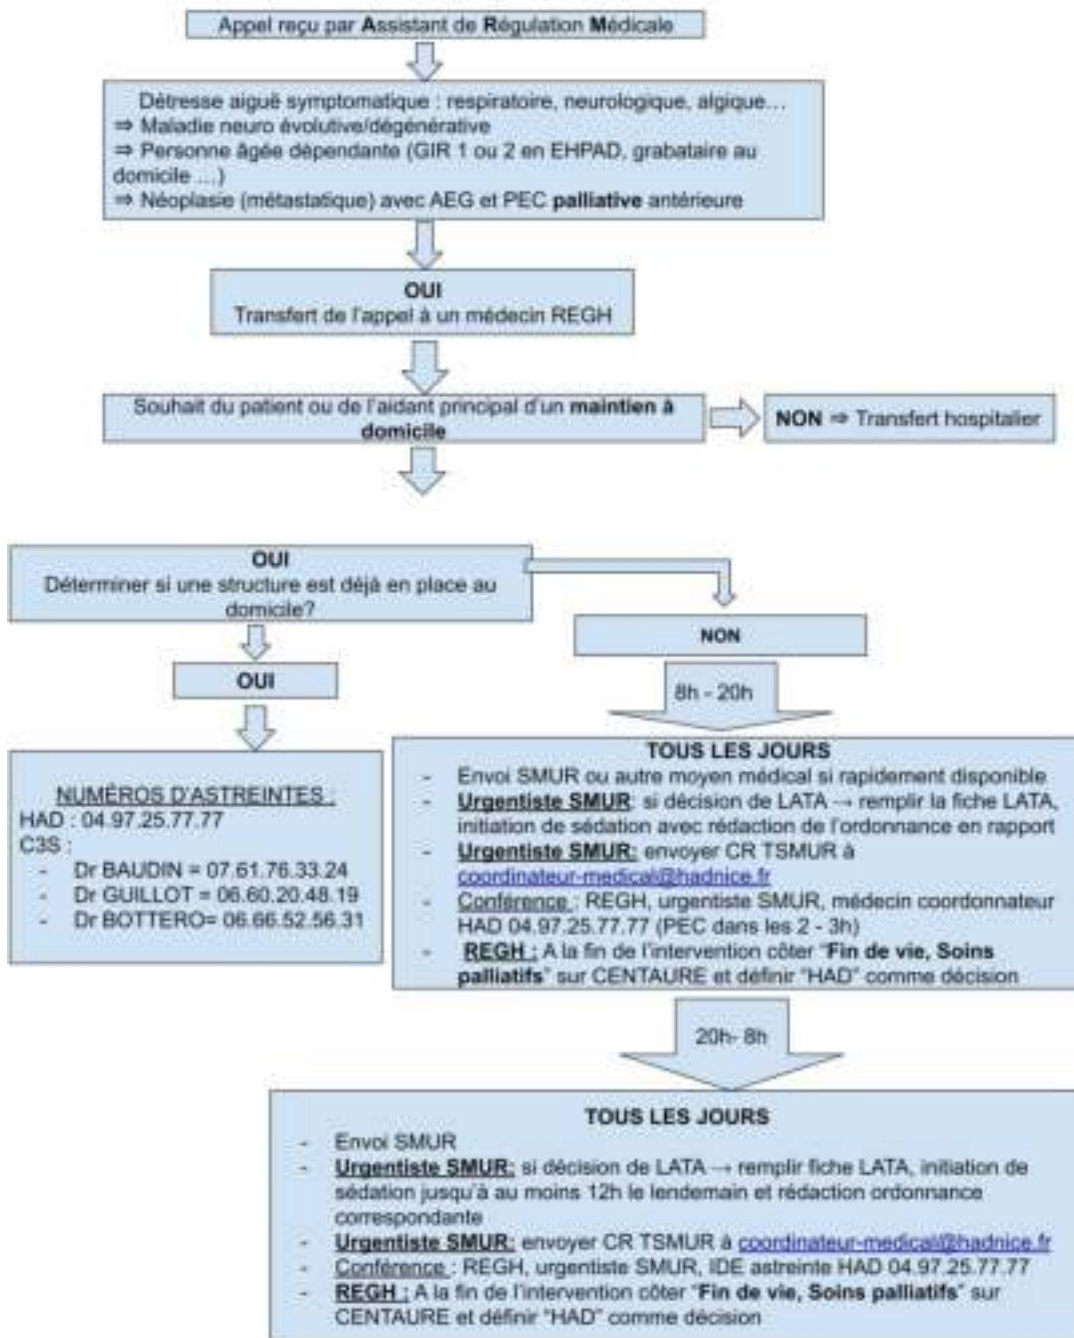 Appel reçu par Assistant de Régulation Médicale
Détresse aiguë symptomatique : respiratoire, neurologique, algique…
⇒ Maladie neuro évolutive/dégénérative
⇒ Personne âgée dépendante (GIR 1 ou 2 en EHPAD, grabataire au
domicile …)
⇒ Néoplasie (métastatique) avec AEG et PEC palliative antérieure
OUI
Transfert de l'appel à un médecin REGH
Souhait du patient ou de l'aidant principal d'un maintien à
domicile
NON ⇒ Transfert hospitalier
OUI
Déterminer si une structure est déjà en place au
domicile?
NON
OUI
8h - 20h
NUMÉROS D'ASTREINTES :
HAD : 04.97.25.77.77
C3S :
- Dr BAUDIN = 07.61.76.33.24
- Dr GUILLOT = 06.60.20.48.19
- Dr BOTTERO= 06.66.52.56.31
TOUS LES JOURS
- Envoi SMUR ou autre moyen médical si rapidement disponible
- Urgentiste SMUR: si décision de LATA → remplir la fiche LATA,
initiation de sédation avec rédaction de l'ordonnance en rapport
- Urgentiste SMUR: envoyer CR TSMUR à
coordinateur-medical@hadnice.fr
- Conférence : REGH, urgentiste SMUR, médecin coordonnateur
HAD 04.97.25.77.77 (PEC dans les 2 - 3h)
- REGH : A la fin de l'intervention côter "Fin de vie, Soins
palliatifs" sur CENTAURE et définir "HAD" comme décision
20h- 8h
TOUS LES JOURS
- Envoi SMUR
- Urgentiste SMUR: si décision de LATA → remplir fiche LATA, initiation de
sédation jusqu'à au moins 12h le lendemain et rédaction ordonnance
correspondante
- Urgentiste SMUR: envoyer CR TSMUR à coordinateur-medical@hadnice.fr
- Conférence : REGH, urgentiste SMUR, IDE astreinte HAD 04.97.25.77.77
- REGH : A la fin de l'intervention côter "Fin de vie, Soins palliatifs" sur
CENTAURE et définir "HAD" comme décision